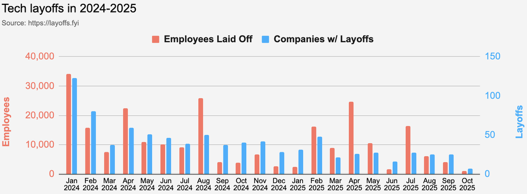 Tech layoffs in 2024-2025
Source: https://layoffs.fyi
Employees Laid Off Companies w/ Layoffs
40,000 150
30,000
100
20,000
50
10,000
0 0
Employees
Layoffs
Jan Feb Mar Apr May Jun Jul Aug Sep Oct Nov Dec Jan Feb Mar Apr May Jun Jul Aug Sep Oct
2024 2024 2024 2024 2024 2024 2024 2024 2024 2024 2024 2024 2025 2025 2025 2025 2025 2025 2025 2025 2025 2025